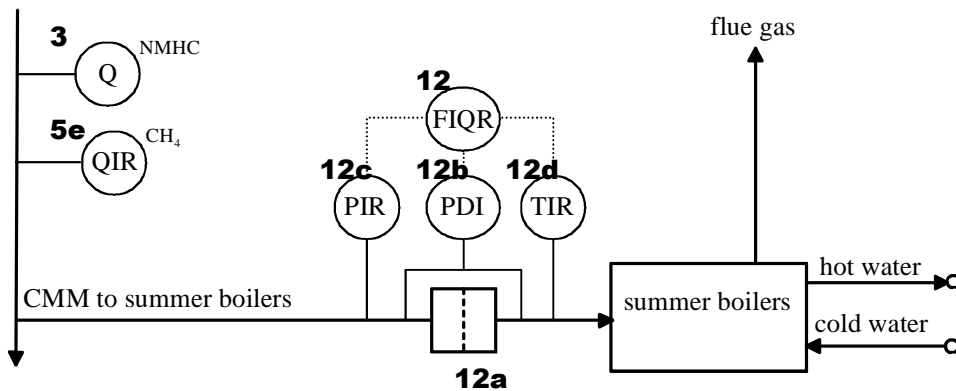 3
NMHC
Q
5e
CH₄
QIR
12
FIQR
12c
12b
12d
PIR
PDI
TIR
flue gas
CMM to summer boilers
summer boilers
hot water
cold water
12a